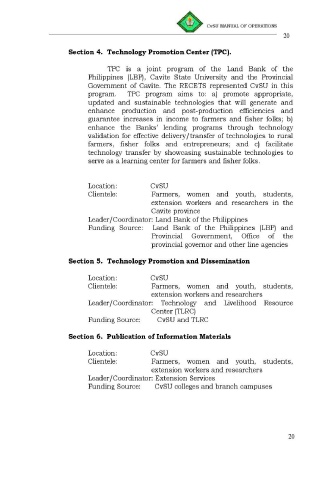 CvSU MANUAL OF OPERATIONS
20
Section 4. Technology Promotion Center (TPC).
TPC is a joint program of the Land Bank of the
Philippines (LBP), Cavite State University and the Provincial
Government of Cavite. The RECETS represented CvSU in this
program. TPC program aims to: a) promote appropriate,
updated and sustainable technologies that will generate and
enhance production and post-production efficiencies and
guarantee increases in income to farmers and fisher folks; b)
enhance the Banks' lending programs through technology
validation for effective delivery/transfer of technologies to rural
farmers, fisher folks and entrepreneurs; and c) facilitate
technology transfer by showcasing sustainable technologies to
serve as a learning center for farmers and fisher folks.
Location: CvSU
Clientele: Farmers, women and youth, students,
extension workers and researchers in the
Cavite province
Leader/Coordinator: Land Bank of the Philippines
Funding Source: Land Bank of the Philippines (LBP) and
Provincial Government, Office of the
provincial governor and other line agencies
Section 5. Technology Promotion and Dissemination
Location: CvSU
Clientele: Farmers, women and youth, students,
extension workers and researchers
Leader/Coordinator: Technology and Livelihood Resource
Center (TLRC)
Funding Source: CvSU and TLRC
Section 6. Publication of Information Materials
Location: CvSU
Clientele: Farmers, women and youth, students,
extension workers and researchers
Leader/Coordinator: Extension Services
Funding Source: CvSU colleges and branch campuses
20